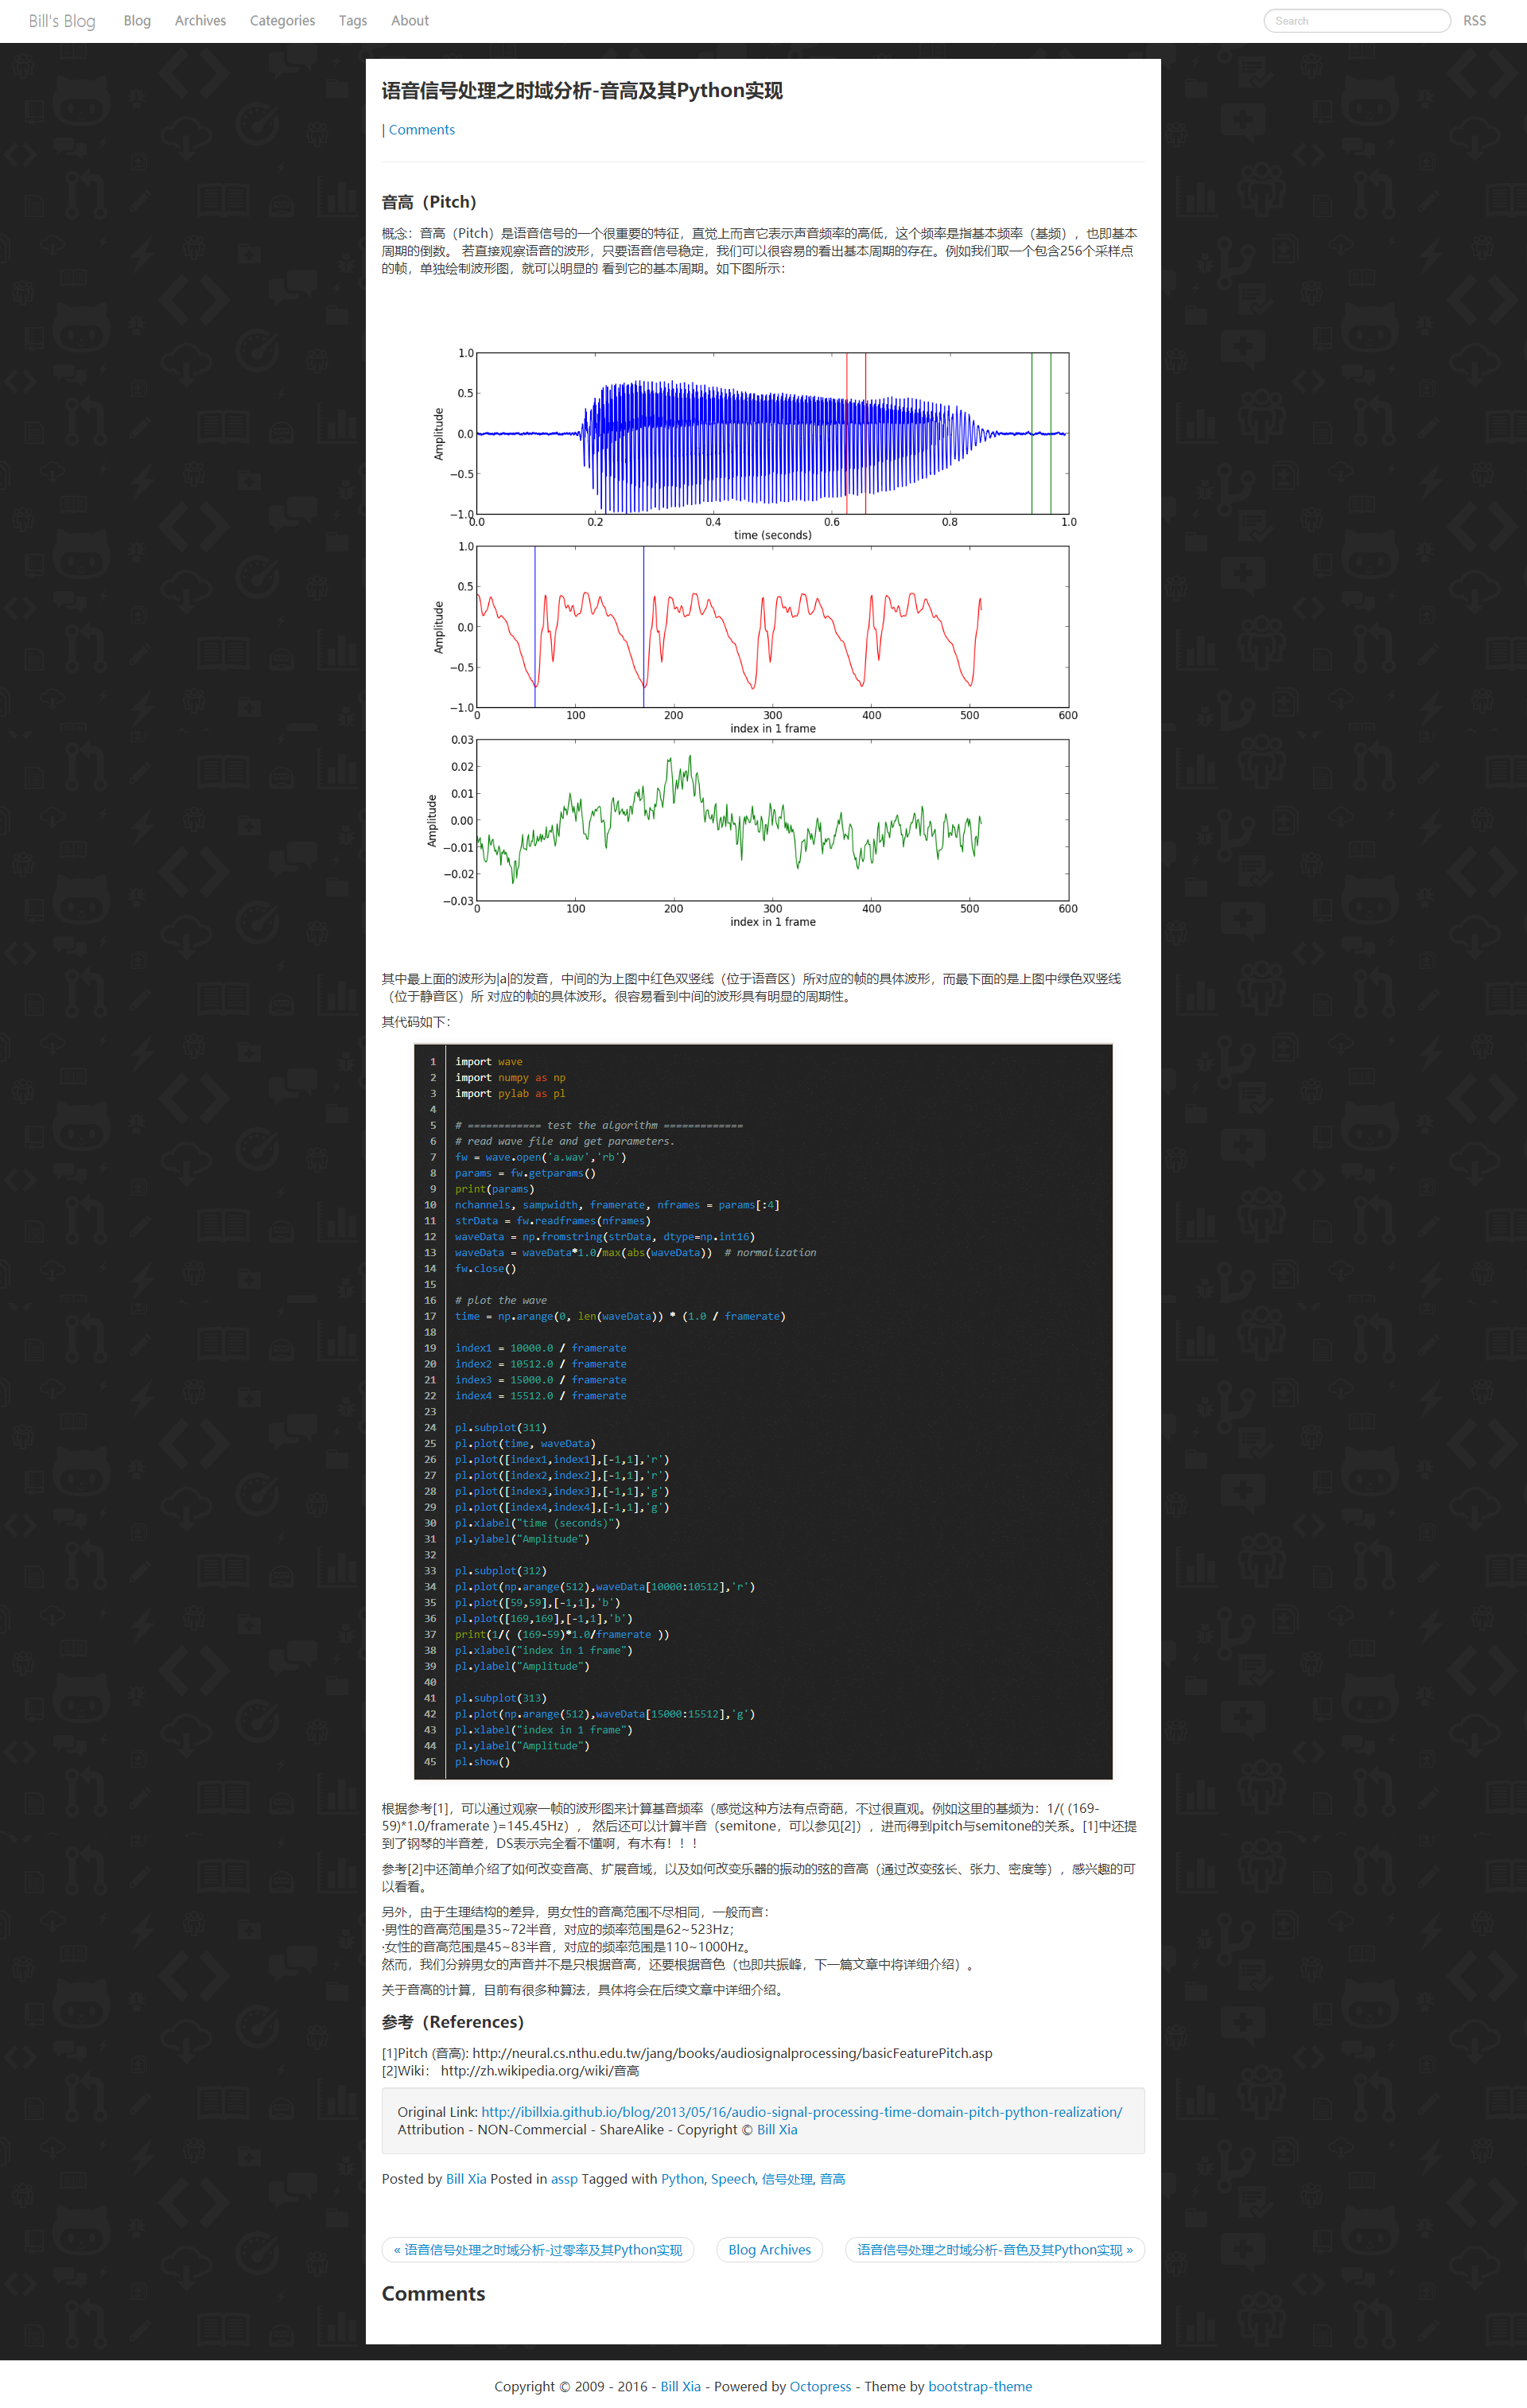 Bill's Blog Blog Archives Categories Tags About Search RSS
语音信号处理之时域分析-音高及其Python实现
| Comments
音高（Pitch）
概念：音高（Pitch）是语音信号的一个很重要的特征，直觉上而言它表示声音频率的高低，这个频率是指基本频率（基频），也即基本
周期的倒数。 若直接观察语音的波形，只要语音信号稳定，我们可以很容易的看出基本周期的存在。例如我们取一个包含256个采样点
的帧，单独绘制波形图，就可以明显的 看到它的基本周期。如下图所示：
1.0
0.5
0.0
−0.5
−1.0
Amplitude
0.0 0.2 0.4 0.6 0.8 1.0
time (seconds)
1.0
0.5
0.0
−0.5
−1.0
Amplitude
0 100 200 300 400 500 600
index in 1 frame
0.03
0.02
0.01
0.00
−0.01
−0.02
−0.03
Amplitude
0 100 200 300 400 500 600
index in 1 frame
其中最上面的波形为|a|的发音，中间的为上图中红色双竖线（位于语音区）所对应的帧的具体波形，而最下面的是上图中绿色双竖线
（位于静音区）所 对应的帧的具体波形。很容易看到中间的波形具有明显的周期性。
其代码如下：
1 import wave
2 import numpy as np
3 import pylab as pl
4
5 # ============ test the algorithm =============
6 # read wave file and get parameters.
7 fw = wave.open('a.wav','rb')
8 params = fw.getparams()
9 print(params)
10 nchannels, sampwidth, framerate, nframes = params[:4]
11 strData = fw.readframes(nframes)
12 waveData = np.fromstring(strData, dtype=np.int16)
13 waveData = waveData*1.0/max(abs(waveData))  # normalization
14 fw.close()
15
16 # plot the wave
17 time = np.arange(0, len(waveData)) * (1.0 / framerate)
18
19 index1 = 10000.0 / framerate
20 index2 = 10512.0 / framerate
21 index3 = 15000.0 / framerate
22 index4 = 15512.0 / framerate
23
24 pl.subplot(311)
25 pl.plot(time, waveData)
26 pl.plot([index1,index1],[-1,1],'r')
27 pl.plot([index2,index2],[-1,1],'r')
28 pl.plot([index3,index3],[-1,1],'g')
29 pl.plot([index4,index4],[-1,1],'g')
30 pl.xlabel("time (seconds)")
31 pl.ylabel("Amplitude")
32
33 pl.subplot(312)
34 pl.plot(np.arange(512),waveData[10000:10512],'r')
35 pl.plot([59,59],[-1,1],'b')
36 pl.plot([169,169],[-1,1],'b')
37 print(1/( (169-59)*1.0/framerate ))
38 pl.xlabel("index in 1 frame")
39 pl.ylabel("Amplitude")
40
41 pl.subplot(313)
42 pl.plot(np.arange(512),waveData[15000:15512],'g')
43 pl.xlabel("index in 1 frame")
44 pl.ylabel("Amplitude")
45 pl.show()
根据参考[1]，可以通过观察一帧的波形图来计算基音频率（感觉这种方法有点奇葩，不过很直观。例如这里的基频为：1/( (169-
59)*1.0/framerate )=145.45Hz）， 然后还可以计算半音（semitone，可以参见[2]），进而得到pitch与semitone的关系。[1]中还提
到了钢琴的半音差，DS表示完全看不懂啊，有木有！！！
参考[2]中还简单介绍了如何改变音高、扩展音域，以及如何改变乐器的振动的弦的音高（通过改变弦长、张力、密度等），感兴趣的可
以看看。
另外，由于生理结构的差异，男女性的音高范围不尽相同，一般而言：
·男性的音高范围是35~72半音，对应的频率范围是62~523Hz；
·女性的音高范围是45~83半音，对应的频率范围是110~1000Hz。
然而，我们分辨男女的声音并不是只根据音高，还要根据音色（也即共振峰，下一篇文章中将详细介绍）。
关于音高的计算，目前有很多种算法，具体将会在后续文章中详细介绍。
参考（References）
[1]Pitch (音高): http://neural.cs.nthu.edu.tw/jang/books/audiosignalprocessing/basicFeaturePitch.asp
[2]Wiki： http://zh.wikipedia.org/wiki/音高
Original Link: http://ibillxia.github.io/blog/2013/05/16/audio-signal-processing-time-domain-pitch-python-realization/
Attribution - NON-Commercial - ShareAlike - Copyright © Bill Xia
Posted by Bill Xia Posted in assp Tagged with Python, Speech, 信号处理, 音高
« 语音信号处理之时域分析-过零率及其Python实现 Blog Archives 语音信号处理之时域分析-音色及其Python实现 »
Comments
Copyright © 2009 - 2016 - Bill Xia - Powered by Octopress - Theme by bootstrap-theme